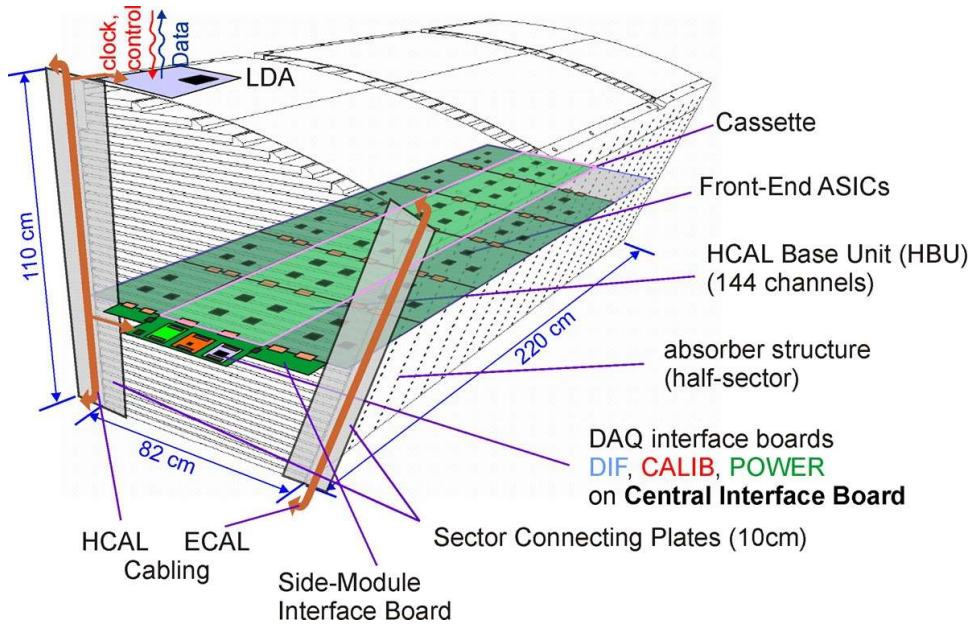 clock,
control
Data
LDA
Cassette
Front-End ASICs
HCAL Base Unit (HBU)
(144 channels)
110 cm
220 cm
absorber structure
(half-sector)
82 cm
DAQ interface boards
DIF, CALIB, POWER
on Central Interface Board
HCAL ECAL
Cabling
Sector Connecting Plates (10cm)
Side-Module
Interface Board